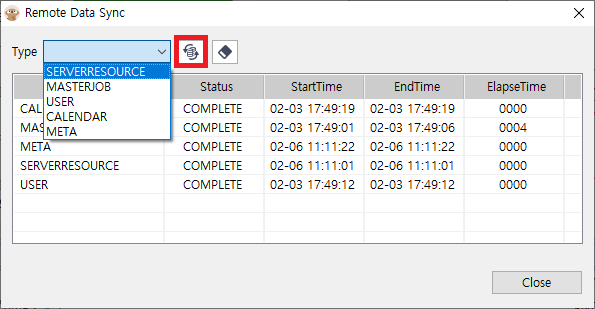 Remote Data Sync
Type
SERVERRESOURCE
MASTERJOB
USER
CALENDAR
META
Status StartTime EndTime ElapseTime
COMPLETE 02-03 17:49:19 02-03 17:49:19 0000
COMPLETE 02-03 17:49:01 02-03 17:49:06 0004
META COMPLETE 02-06 11:11:22 02-06 11:11:22 0000
SERVERRESOURCE COMPLETE 02-06 11:11:01 02-06 11:11:01 0000
USER COMPLETE 02-03 17:49:12 02-03 17:49:12 0000
Close